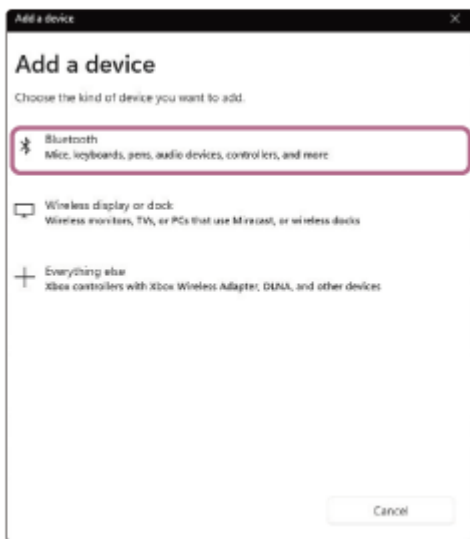 Add a device
Add a device
Choose the kind of device you want to add.
Bluetooth
Mice, keyboards, pens, audio devices, controllers, and more
Wireless display or dock
Wireless monitors, TVs, or PCs that use Miracast, or wireless docks
Everything else
Xbox controllers with Xbox Wireless Adapter, DLNA, and other devices
Cancel